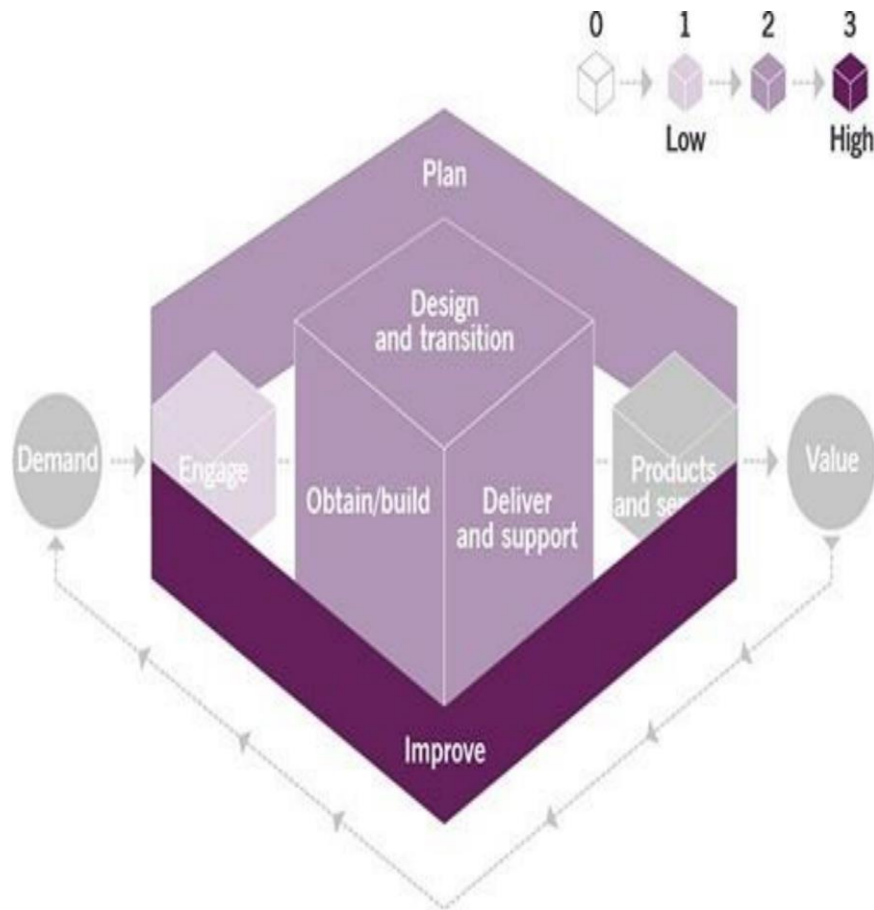 0 1 2 3
Low High
Plan
Design
and transition
Demand
Engage
Obtain/build
Deliver
and support
Products
and
Value
Improve